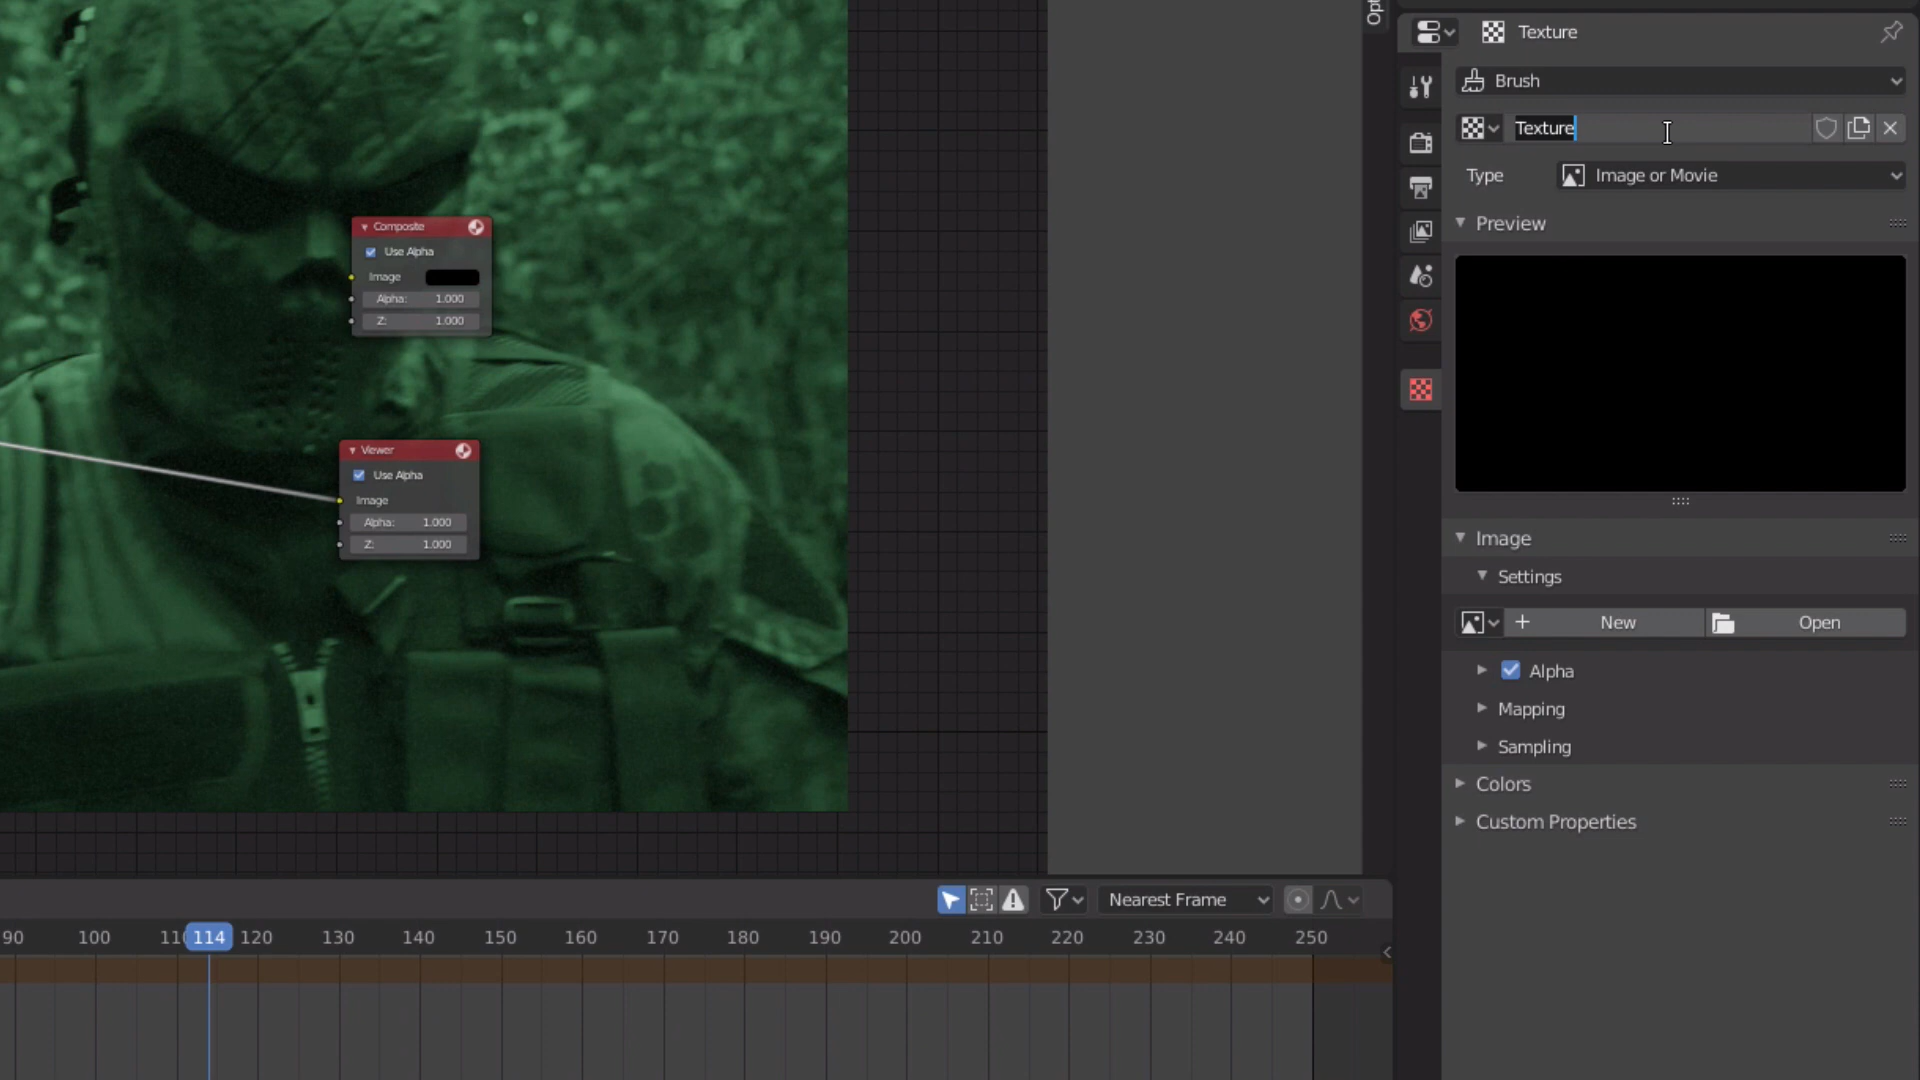 Opt
Texture
Brush
Texture
Type
Image or Movie
Preview
Composite
Use Alpha
Image
Alpha: 1.000
Z: 1.000
Viewer
Use Alpha
Image
Alpha: 1.000
Z: 1.000
Image
Settings
New
Open
Alpha
Mapping
Sampling
Colors
Custom Properties
Nearest Frame
90 100 110 114 120 130 140 150 160 170 180 190 200 210 220 230 240 250